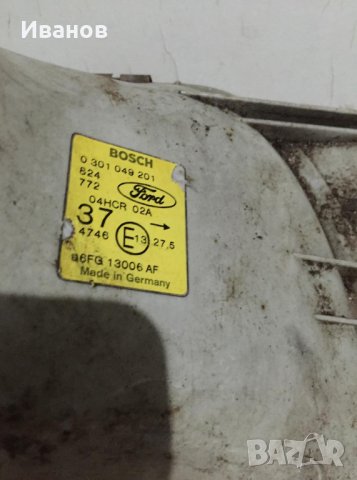 Иванов
BOSCH
0 301 049 201
624
772
Ford
04HCR 02A
37
4746
E 13 27,5
86FG 13006 AF
Made in Germany
BAZAR